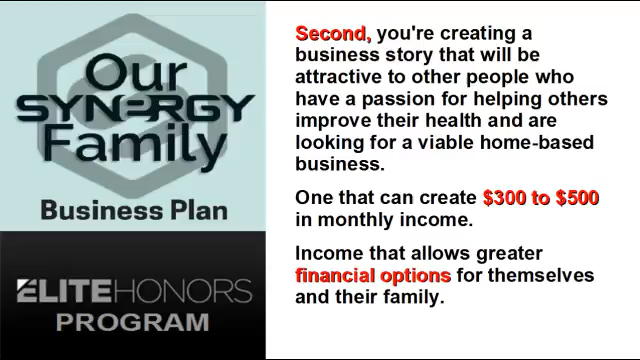 Our
SYNERGY
Family
Business Plan
ELITEHONORS
PROGRAM
Second, you're creating a
business story that will be
attractive to other people who
have a passion for helping others
improve their health and are
looking for a viable home-based
business.
One that can create $300 to $500
in monthly income.
Income that allows greater
financial options for themselves
and their family.